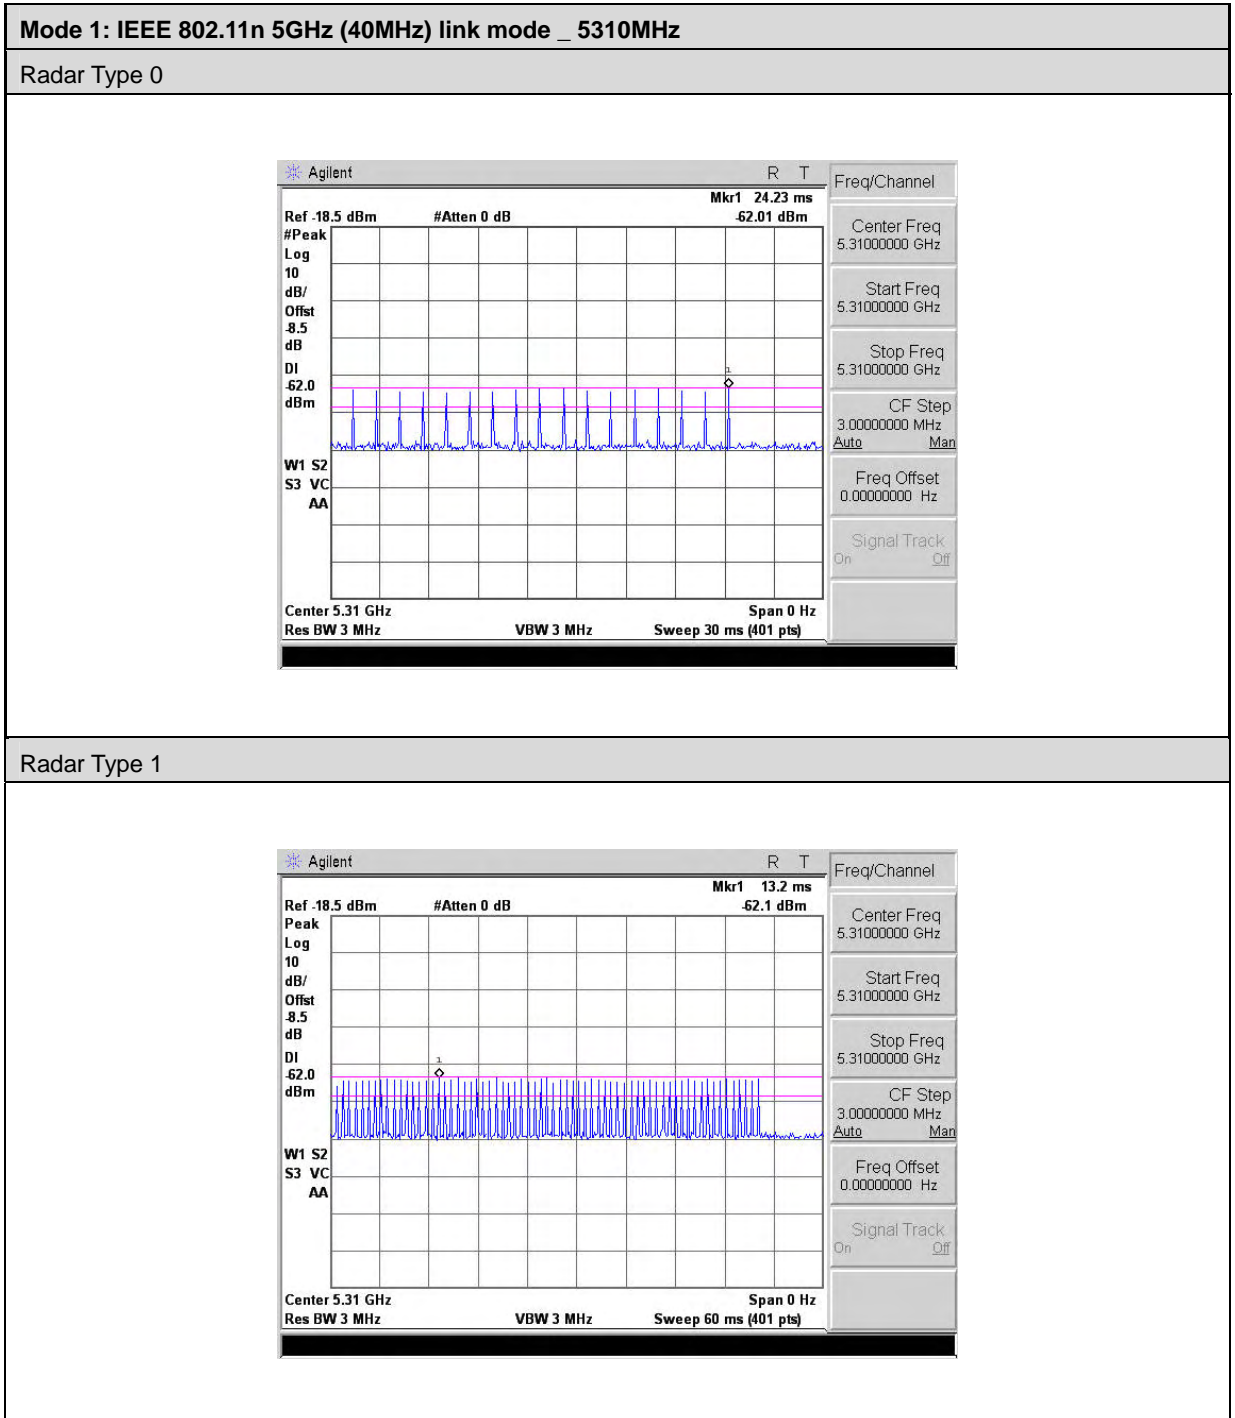 Mode 1: IEEE 802.11n 5GHz (40MHz) link mode _ 5310MHz
Radar Type 0
Agilent R T
Mkr1 24.23 ms
Ref -18.5 dBm #Atten 0 dB -62.01 dBm
#Peak
Log
10
dB/
Offst
-8.5
dB
DI
-62.0
dBm
1
W1 S2
S3 VC
AA
Center 5.31 GHz Span 0 Hz
Res BW 3 MHz VBW 3 MHz Sweep 30 ms (401 pts)
Freq/Channel
Center Freq
5.31000000 GHz
Start Freq
5.31000000 GHz
Stop Freq
5.31000000 GHz
CF Step
3.00000000 MHz
Auto Man
Freq Offset
0.00000000 Hz
Signal Track
On Off
Radar Type 1
Agilent R T
Mkr1 13.2 ms
Ref -18.5 dBm #Atten 0 dB -62.1 dBm
Peak
Log
10
dB/
Offst
-8.5
dB
DI
-62.0
dBm
1
W1 S2
S3 VC
AA
Center 5.31 GHz Span 0 Hz
Res BW 3 MHz VBW 3 MHz Sweep 60 ms (401 pts)
Freq/Channel
Center Freq
5.31000000 GHz
Start Freq
5.31000000 GHz
Stop Freq
5.31000000 GHz
CF Step
3.00000000 MHz
Auto Man
Freq Offset
0.00000000 Hz
Signal Track
On Off